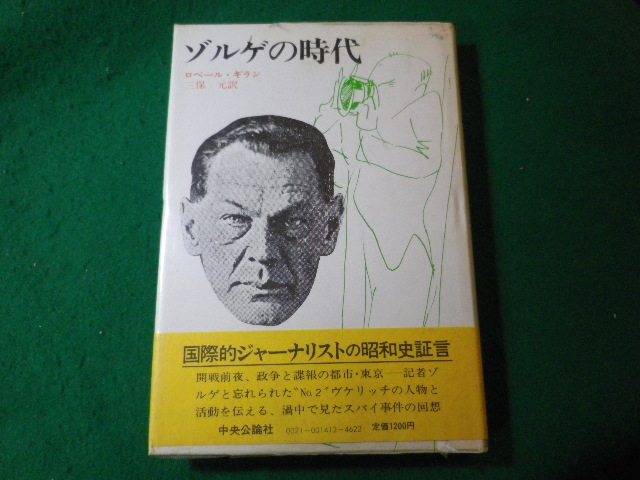 ゾルゲの時代
ロベール・ギラン
三保 元訳
国際的ジャーナリストの昭和史証言
開戦前夜、政争と諜報の都市・東京──記者ゾ
ルゲと忘れられた“No.2”ヴケリッチの人物と
活動を伝える、渦中で見たスパイ事件の回想
中央公論社 0021-001412-4622 定価1200円